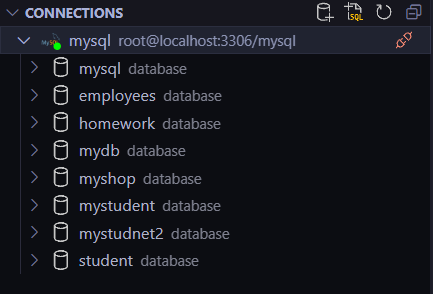 CONNECTIONS
SQL
mysql root@localhost:3306/mysql
mysql database
employees database
homework database
mydb database
myshop database
mystudent database
mystudnet2 database
student database